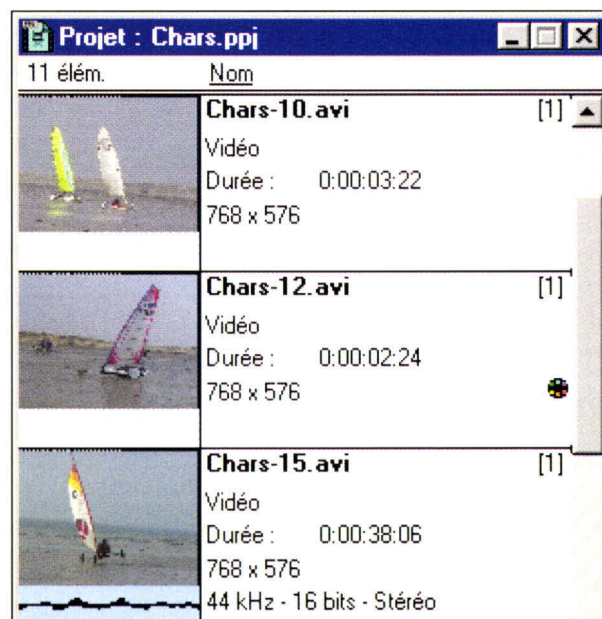 Projet : Chars.ppj
11 élém. Nom
Chars-10.avi [1]
Vidéo
Durée : 0:00:03:22
768 x 576
Chars-12.avi [1]
Vidéo
Durée : 0:00:02:24
768 x 576
Chars-15.avi [1]
Vidéo
Durée : 0:00:38:06
768 x 576
44 kHz - 16 bits - Stéréo